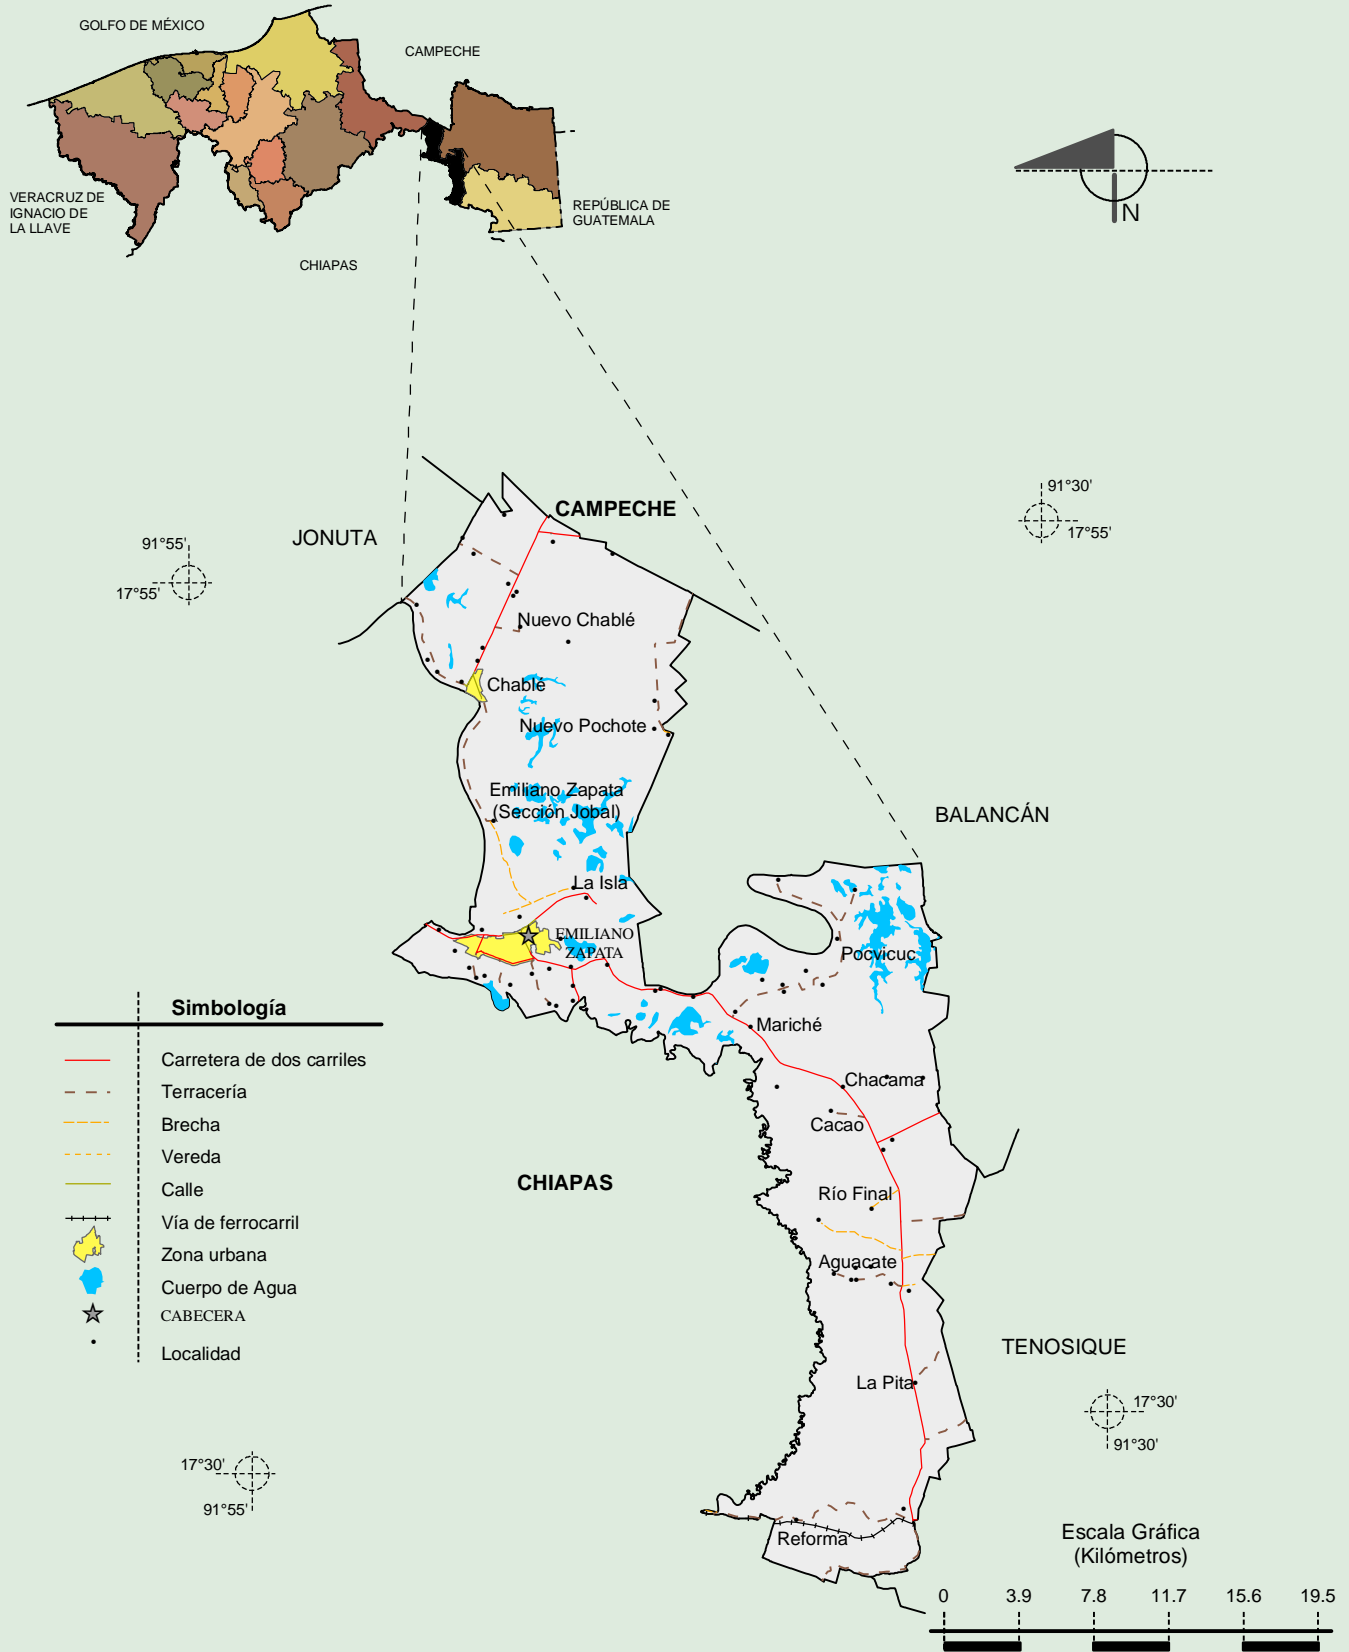 GOLFO DE MÉXICO
CAMPECHE
VERACRUZ DE
IGNACIO DE
LA LLAVE
REPÚBLICA DE
GUATEMALA
CHIAPAS
N
91°30'
17°55'
CAMPECHE
JONUTA
91°55'
17°55'
Nuevo Chablé
Chablé
Nuevo Pochote
Emiliano Zapata
(Sección Jobal)
BALANCÁN
La Isla
EMILIANO
ZAPATA
Pocvicuc
Mariché
Chacama
Cacao
CHIAPAS
Río Final
Aguacate
TENOSIQUE
La Pita
17°30'
91°30'
17°30'
91°55'
Reforma
Simbología
Carretera de dos carriles
Terracería
Brecha
Vereda
Calle
Vía de ferrocarril
Zona urbana
Cuerpo de Agua
CABECERA
Localidad
Escala Gráfica
(Kilómetros)
0 3.9 7.8 11.7 15.6 19.5